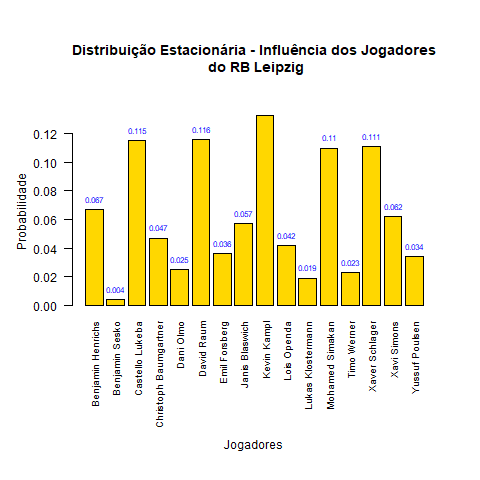 Distribuição Estacionária - Influência dos Jogadores
do RB Leipzig
Probabilidade
0.12
0.10
0.08
0.06
0.04
0.02
0.00
0.067
0.004
0.115
0.047
0.025
0.116
0.036
0.057
0.042
0.019
0.11
0.023
0.111
0.062
0.034
Benjamin Henrichs
Benjamin Sesko
Castello Lukeba
Christoph Baumgartner
Dani Olmo
David Raum
Emil Forsberg
Janis Blaswich
Kevin Kampl
Loïs Openda
Lukas Klostermann
Mohamed Simakan
Timo Werner
Xaver Schlager
Xavi Simons
Yussuf Poulsen
Jogadores